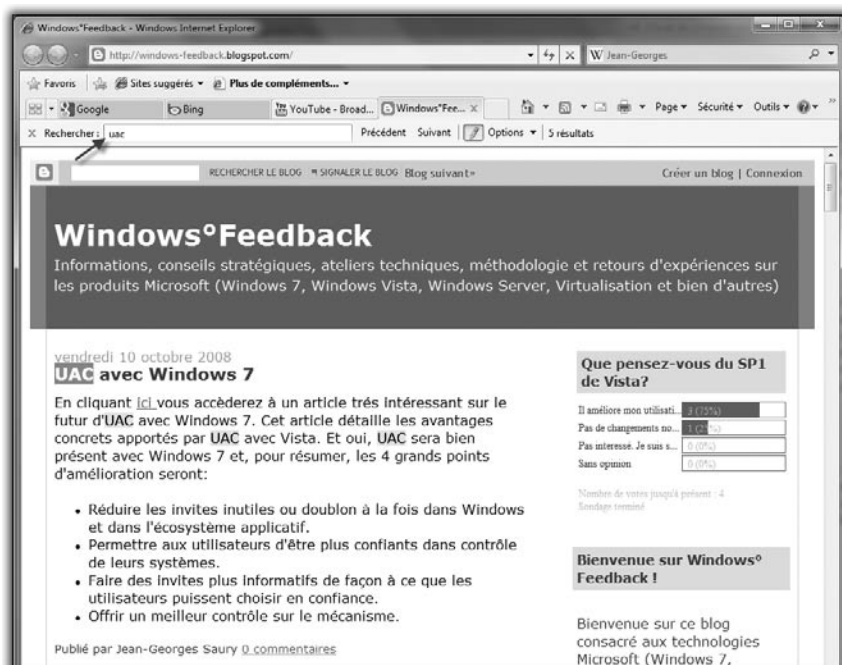 Windows°Feedback - Windows Internet Explorer
http://windows-feedback.blogspot.com/
Jean-Georges
Favoris Sites suggérés Plus de compléments...
Google Bing YouTube - Broad... Windows°Fee... Page Sécurité Outils
Rechercher: uac Précédent Suivant Options 5 résultats
RECHERCHER LE BLOG SIGNALER LE BLOG Blog suivant» Créer un blog | Connexion
Windows°Feedback
Informations, conseils stratégiques, ateliers techniques, méthodologie et retours d'expériences sur
les produits Microsoft (Windows 7, Windows Vista, Windows Server, Virtualisation et bien d'autres)
vendredi 10 octobre 2008
UAC avec Windows 7
En cliquant ici vous accèderez à un article trés intéressant sur le
futur d'UAC avec Windows 7. Cet article détaille les avantages
concrets apportés par UAC avec Vista. Et oui, UAC sera bien
présent avec Windows 7 et, pour résumer, les 4 grands points
d'amélioration seront:
• Réduire les invites inutiles ou doublon à la fois dans Windows
et dans l'écosystème applicatif.
• Permettre aux utilisateurs d'être plus confiants dans contrôle
de leurs systèmes.
• Faire des invites plus informatifs de façon à ce que les
utilisateurs puissent choisir en confiance.
• Offrir un meilleur contrôle sur le mécanisme.
Publié par Jean-Georges Saury 0 commentaires
Que pensez-vous du SP1
de Vista?
Il améliore mon utilisati... 3 (75%)
Pas de changements no... 1 (25%)
Pas interessé. Je suis s... 0 (0%)
Sans opinion 0 (0%)
Nombre de votes jusqu'à présent : 4
Sondage terminé
Bienvenue sur Windows°
Feedback !
Bienvenue sur ce blog
consacré aux technologies
Microsoft (Windows 7,